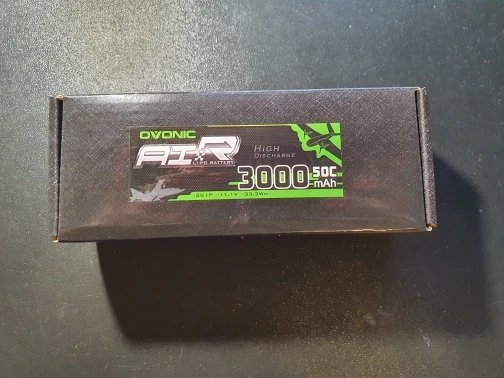 OVONIC
AIR
LIPO BATTERY
HIGH
DISCHARGE
3000 50C
mAh
3S1P 11.1V 33.3WH